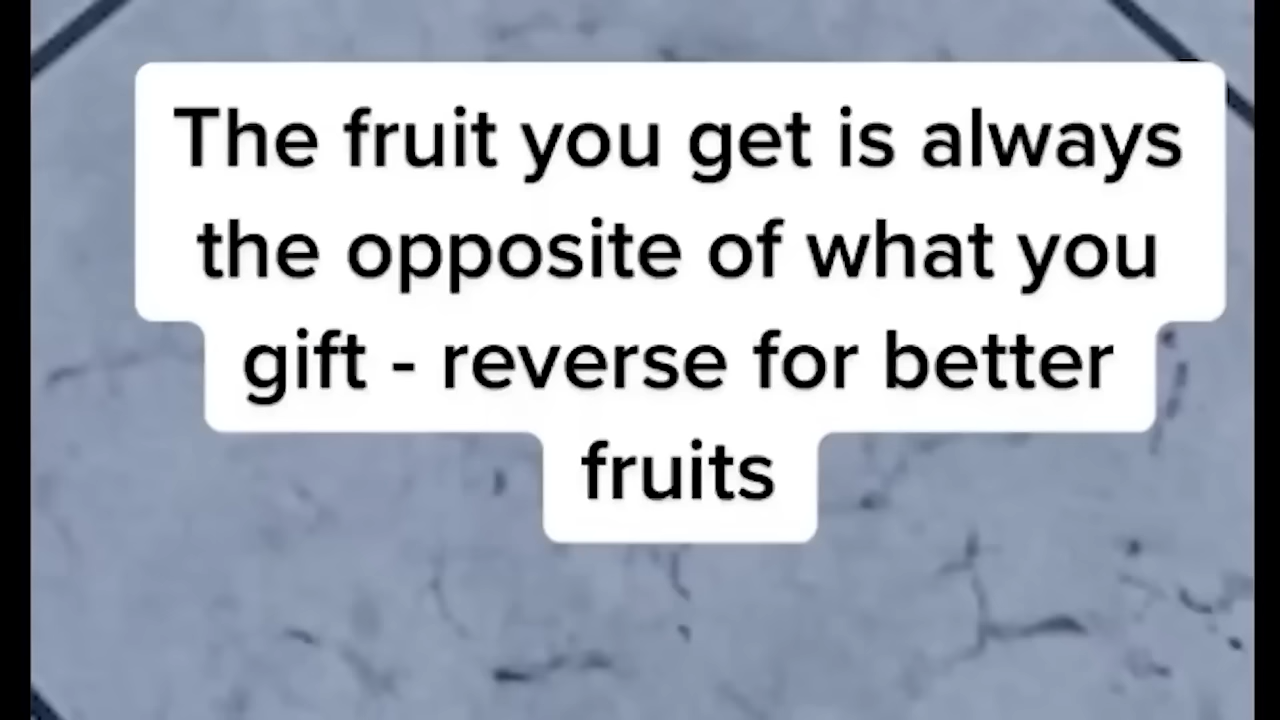 The fruit you get is always
the opposite of what you
gift - reverse for better
fruits